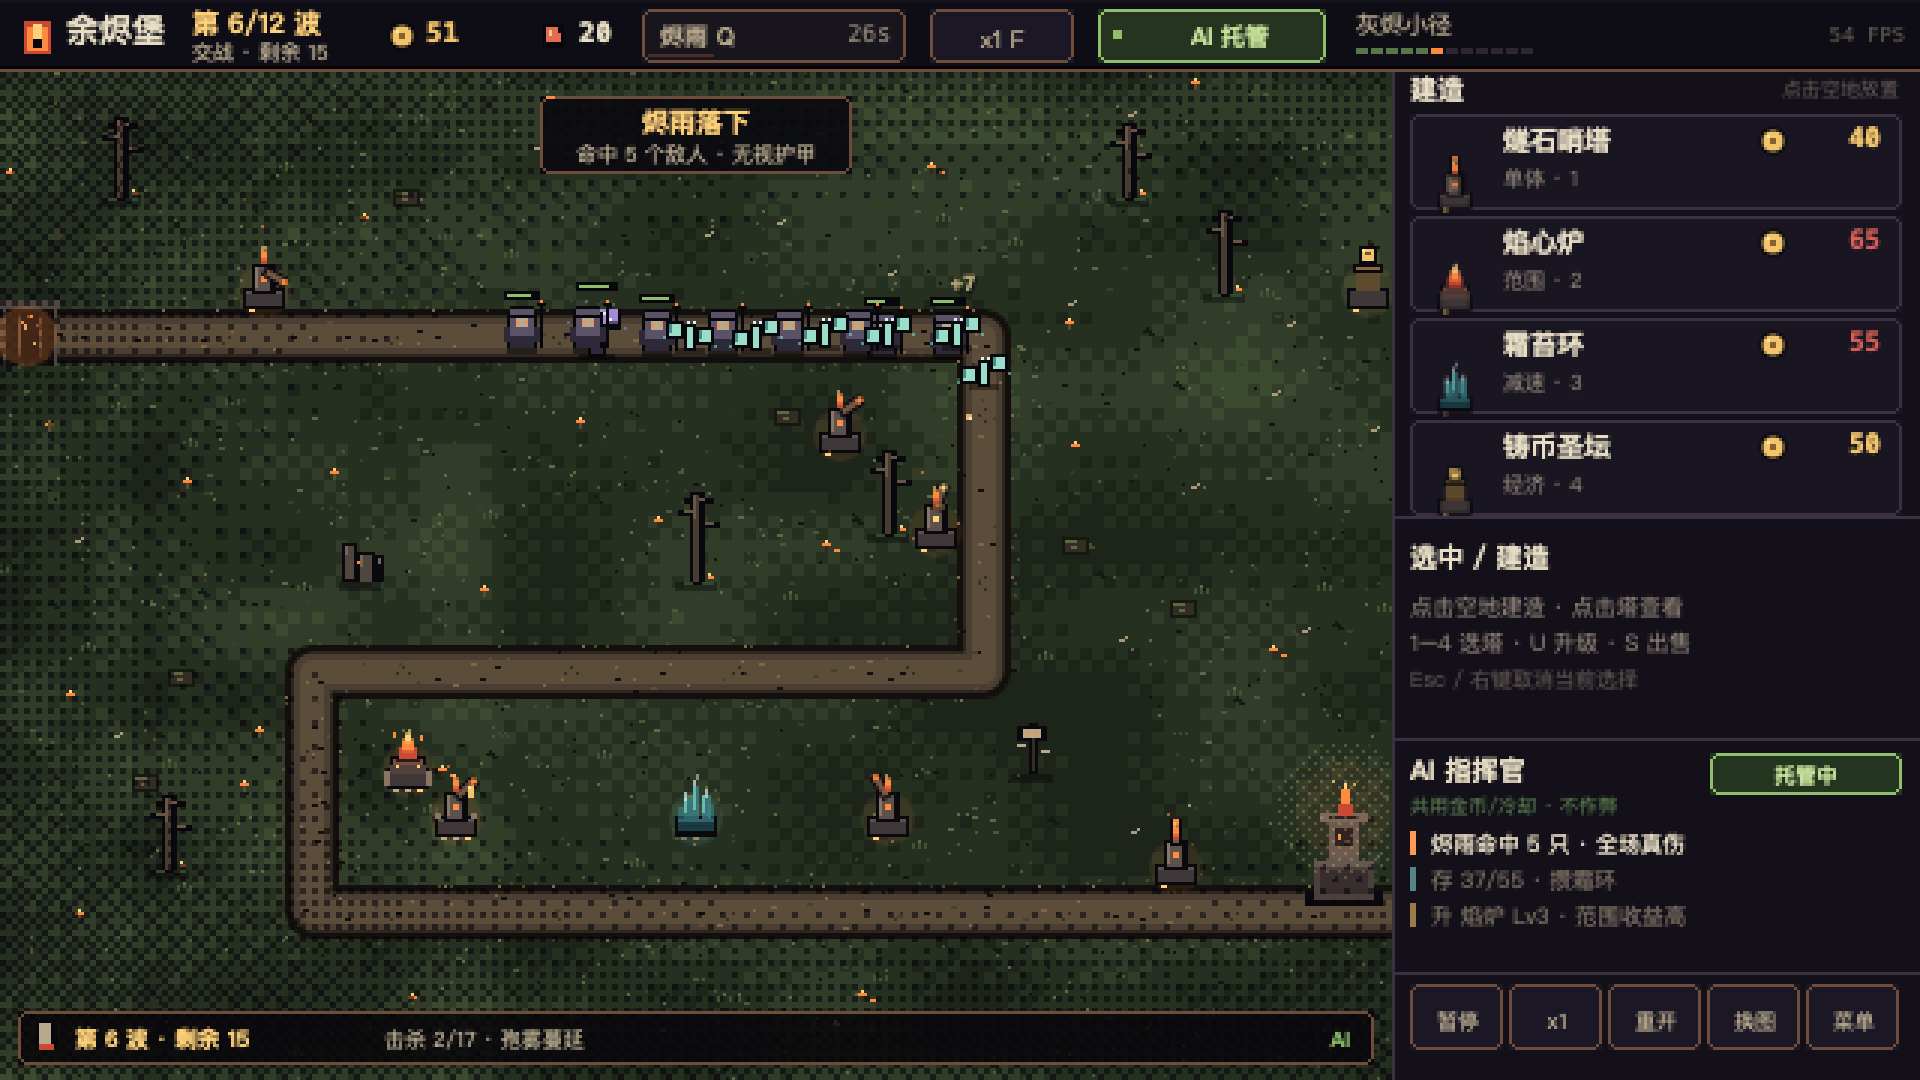 余烬堡
第 6/12 波
交战 · 剩余 15
51
20
烬雨 Q
26s
x1 F
AI 托管
灰烬小径
54 FPS
烬雨落下
命中 5 个敌人 · 无视护甲
+7
建造
点击空地放置
燧石哨塔
40
单体 · 1
焰心炉
65
范围 · 2
霜苔环
55
减速 · 3
铸币圣坛
50
经济 · 4
选中 / 建造
点击空地建造 · 点击塔查看
1—4 选塔 · U 升级 · S 出售
Esc / 右键取消当前选择
AI 指挥官
托管中
共用金币/冷却 · 不作弊
烬雨命中 5 只 · 全场真伤
存 37/55 · 攒霜环
升 焰炉 Lv3 · 范围收益高
暂停
x1
重开
换图
菜单
第 6 波 · 剩余 15
击杀 2/17 · 孢雾蔓延
AI